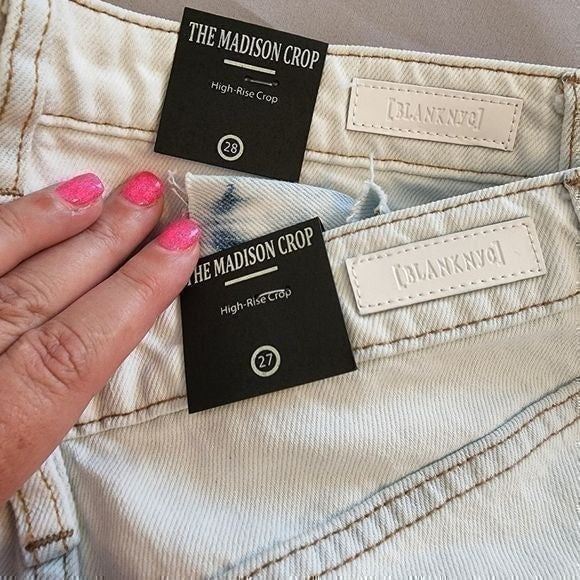 THE MADISON CROP
High-Rise Crop
28
[BLANKNYC]
THE MADISON CROP
High-Rise Crop
27
[BLANKNYC]